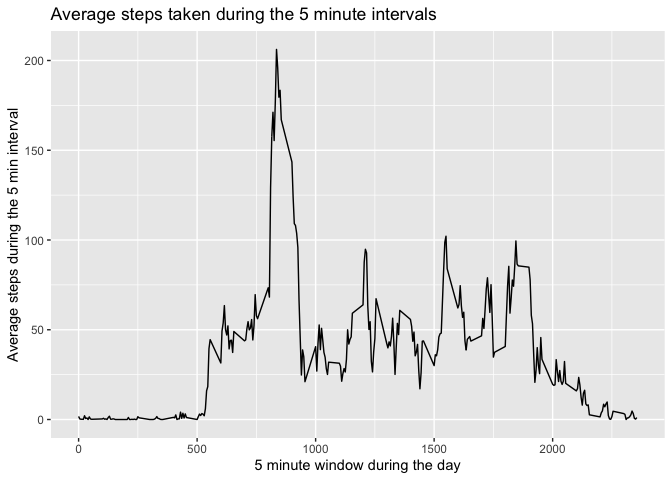 Average steps taken during the 5 minute intervals
Average steps during the 5 min interval
200
150
100
50
0
0 500 1000 1500 2000
5 minute window during the day